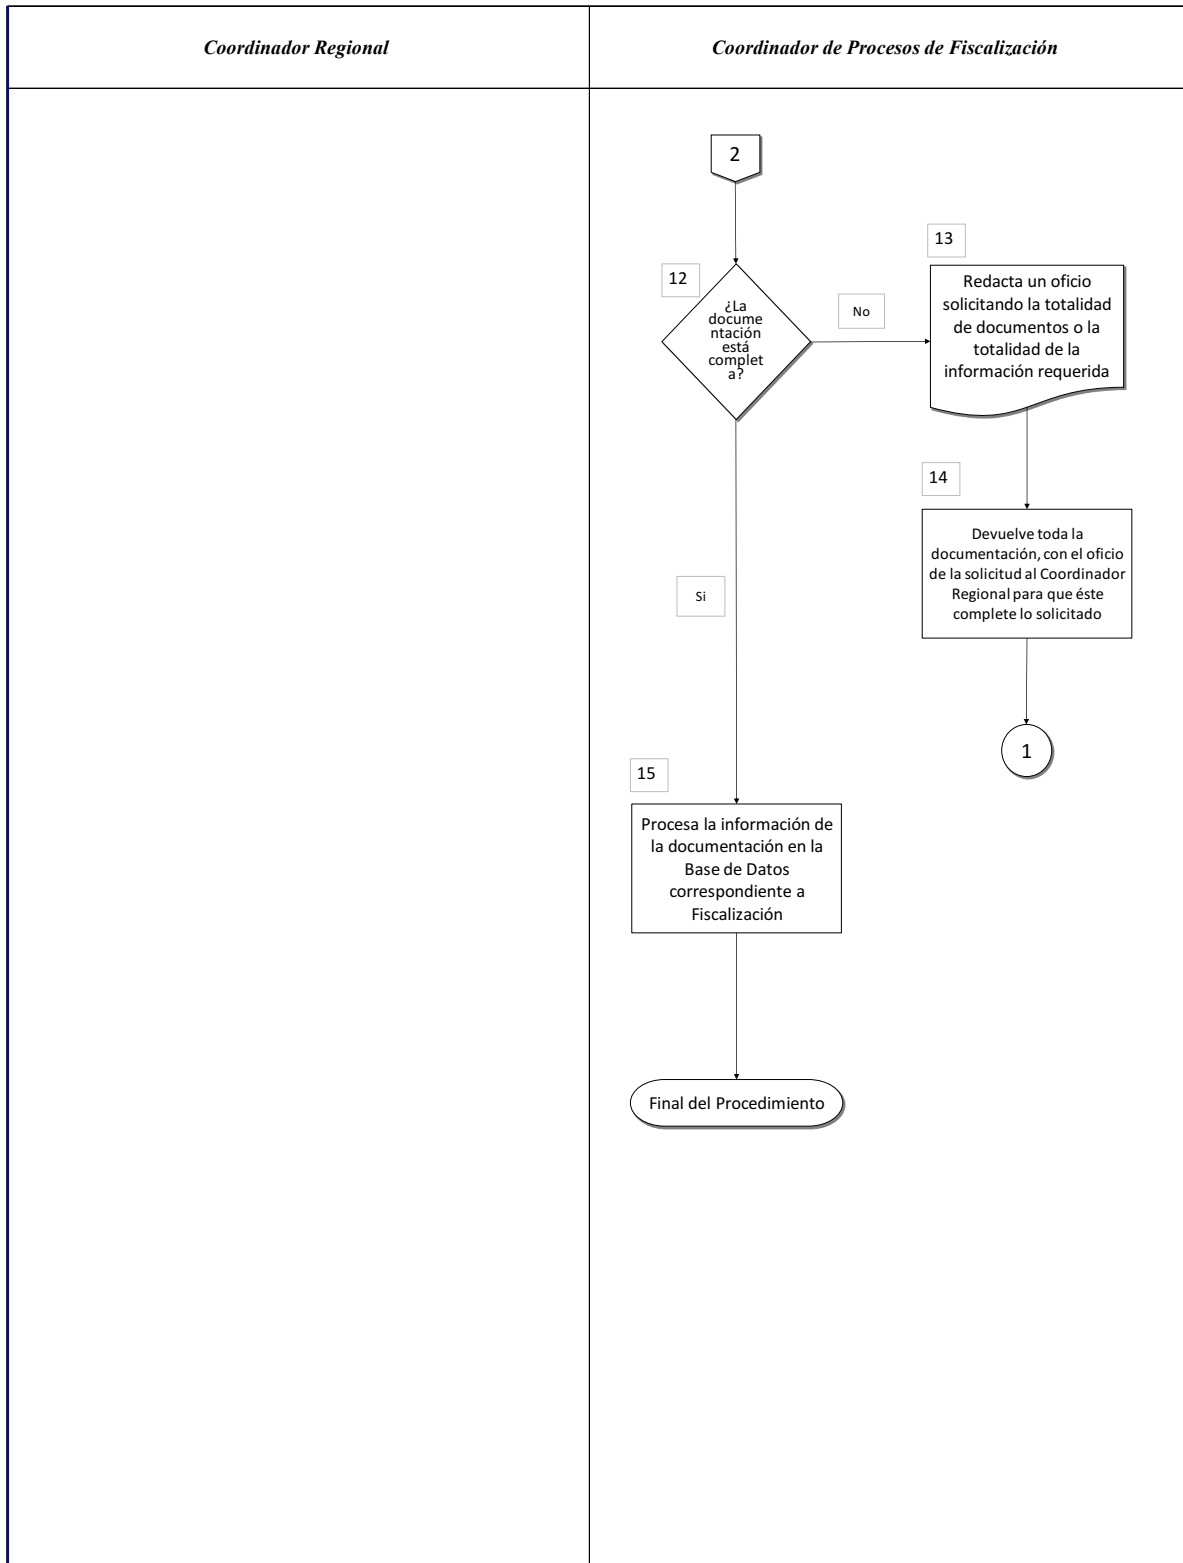 Coordinador Regional
Coordinador de Procesos de Fiscalización
2
12
¿La
docume
ntación
está
complet
a?
No
13
Redacta un oficio
solicitando la totalidad
de documentos o la
totalidad de la
información requerida
14
Devuelve toda la
documentación, con el oficio
de la solicitud al Coordinador
Regional para que éste
complete lo solicitado
Si
1
15
Procesa la información de
la documentación en la
Base de Datos
correspondiente a
Fiscalización
Final del Procedimiento